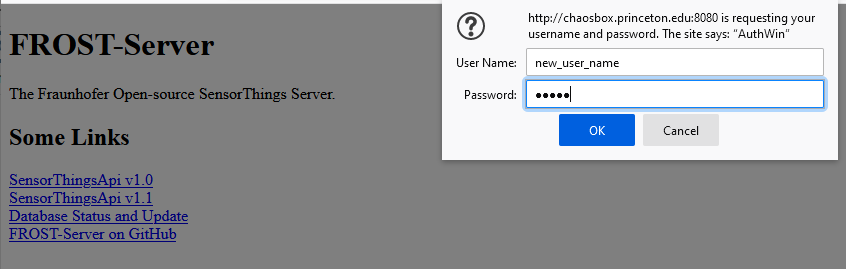 FROST-Server
The Fraunhofer Open-source SensorThings Server.
Some Links
SensorThingsApi v1.0
SensorThingsApi v1.1
Database Status and Update
FROST-Server on GitHub
http://chaosbox.princeton.edu:8080 is requesting your
username and password. The site says: “AuthWin”
User Name: new_user_name
Password: •••••
OK Cancel